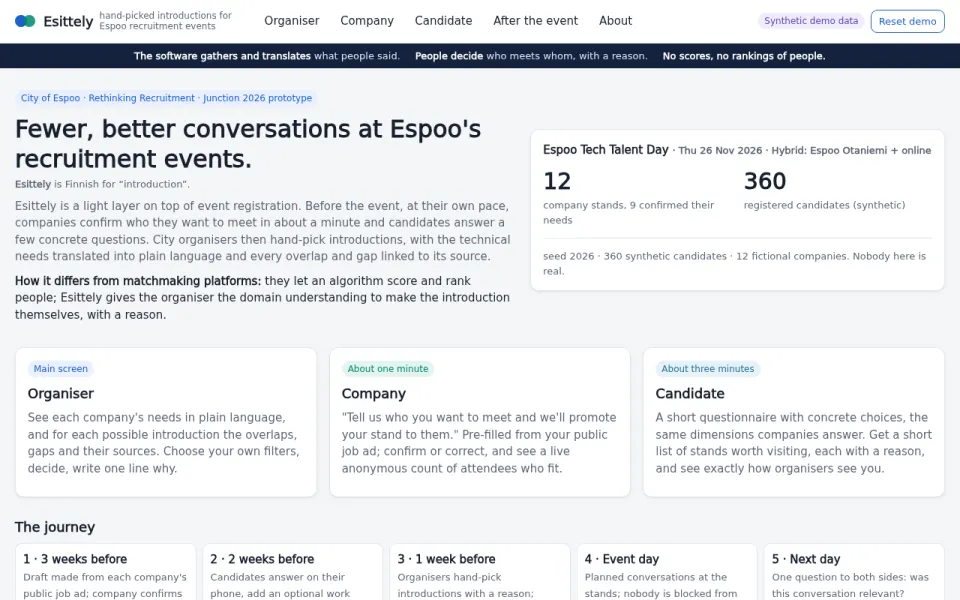 Esittely
hand-picked introductions for
Espoo recruitment events
Organiser
Company
Candidate
After the event
About
Synthetic demo data
Reset demo
The software gathers and translates what people said. People decide who meets whom, with a reason. No scores, no rankings of people.
City of Espoo · Rethinking Recruitment · Junction 2026 prototype
Fewer, better conversations at Espoo's
recruitment events.
Esittely is Finnish for “introduction”.
Esittely is a light layer on top of event registration. Before the event, at their own pace,
companies confirm who they want to meet in about a minute and candidates answer a
few concrete questions. City organisers then hand-pick introductions, with the technical
needs translated into plain language and every overlap and gap linked to its source.
How it differs from matchmaking platforms: they let an algorithm score and rank
people; Esittely gives the organiser the domain understanding to make the introduction
themselves, with a reason.
Espoo Tech Talent Day · Thu 26 Nov 2026 · Hybrid: Espoo Otaniemi + online
12
company stands, 9 confirmed their
needs
360
registered candidates (synthetic)
seed 2026 · 360 synthetic candidates · 12 fictional companies. Nobody here is
real.
Main screen
Organiser
See each company's needs in plain language,
and for each possible introduction the overlaps,
gaps and their sources. Choose your own filters,
decide, write one line why.
About one minute
Company
"Tell us who you want to meet and we'll promote
your stand to them." Pre-filled from your public
job ad; confirm or correct, and see a live
anonymous count of attendees who fit.
About three minutes
Candidate
A short questionnaire with concrete choices, the
same dimensions companies answer. Get a short
list of stands worth visiting, each with a reason,
and see exactly how organisers see you.
The journey
1 · 3 weeks before
Draft made from each company's
public job ad; company confirms
2 · 2 weeks before
Candidates answer on their
phone, add an optional work
3 · 1 week before
Organisers hand-pick
introductions with a reason;
4 · Event day
Planned conversations at the
stands; nobody is blocked from
5 · Next day
One question to both sides: was
this conversation relevant?